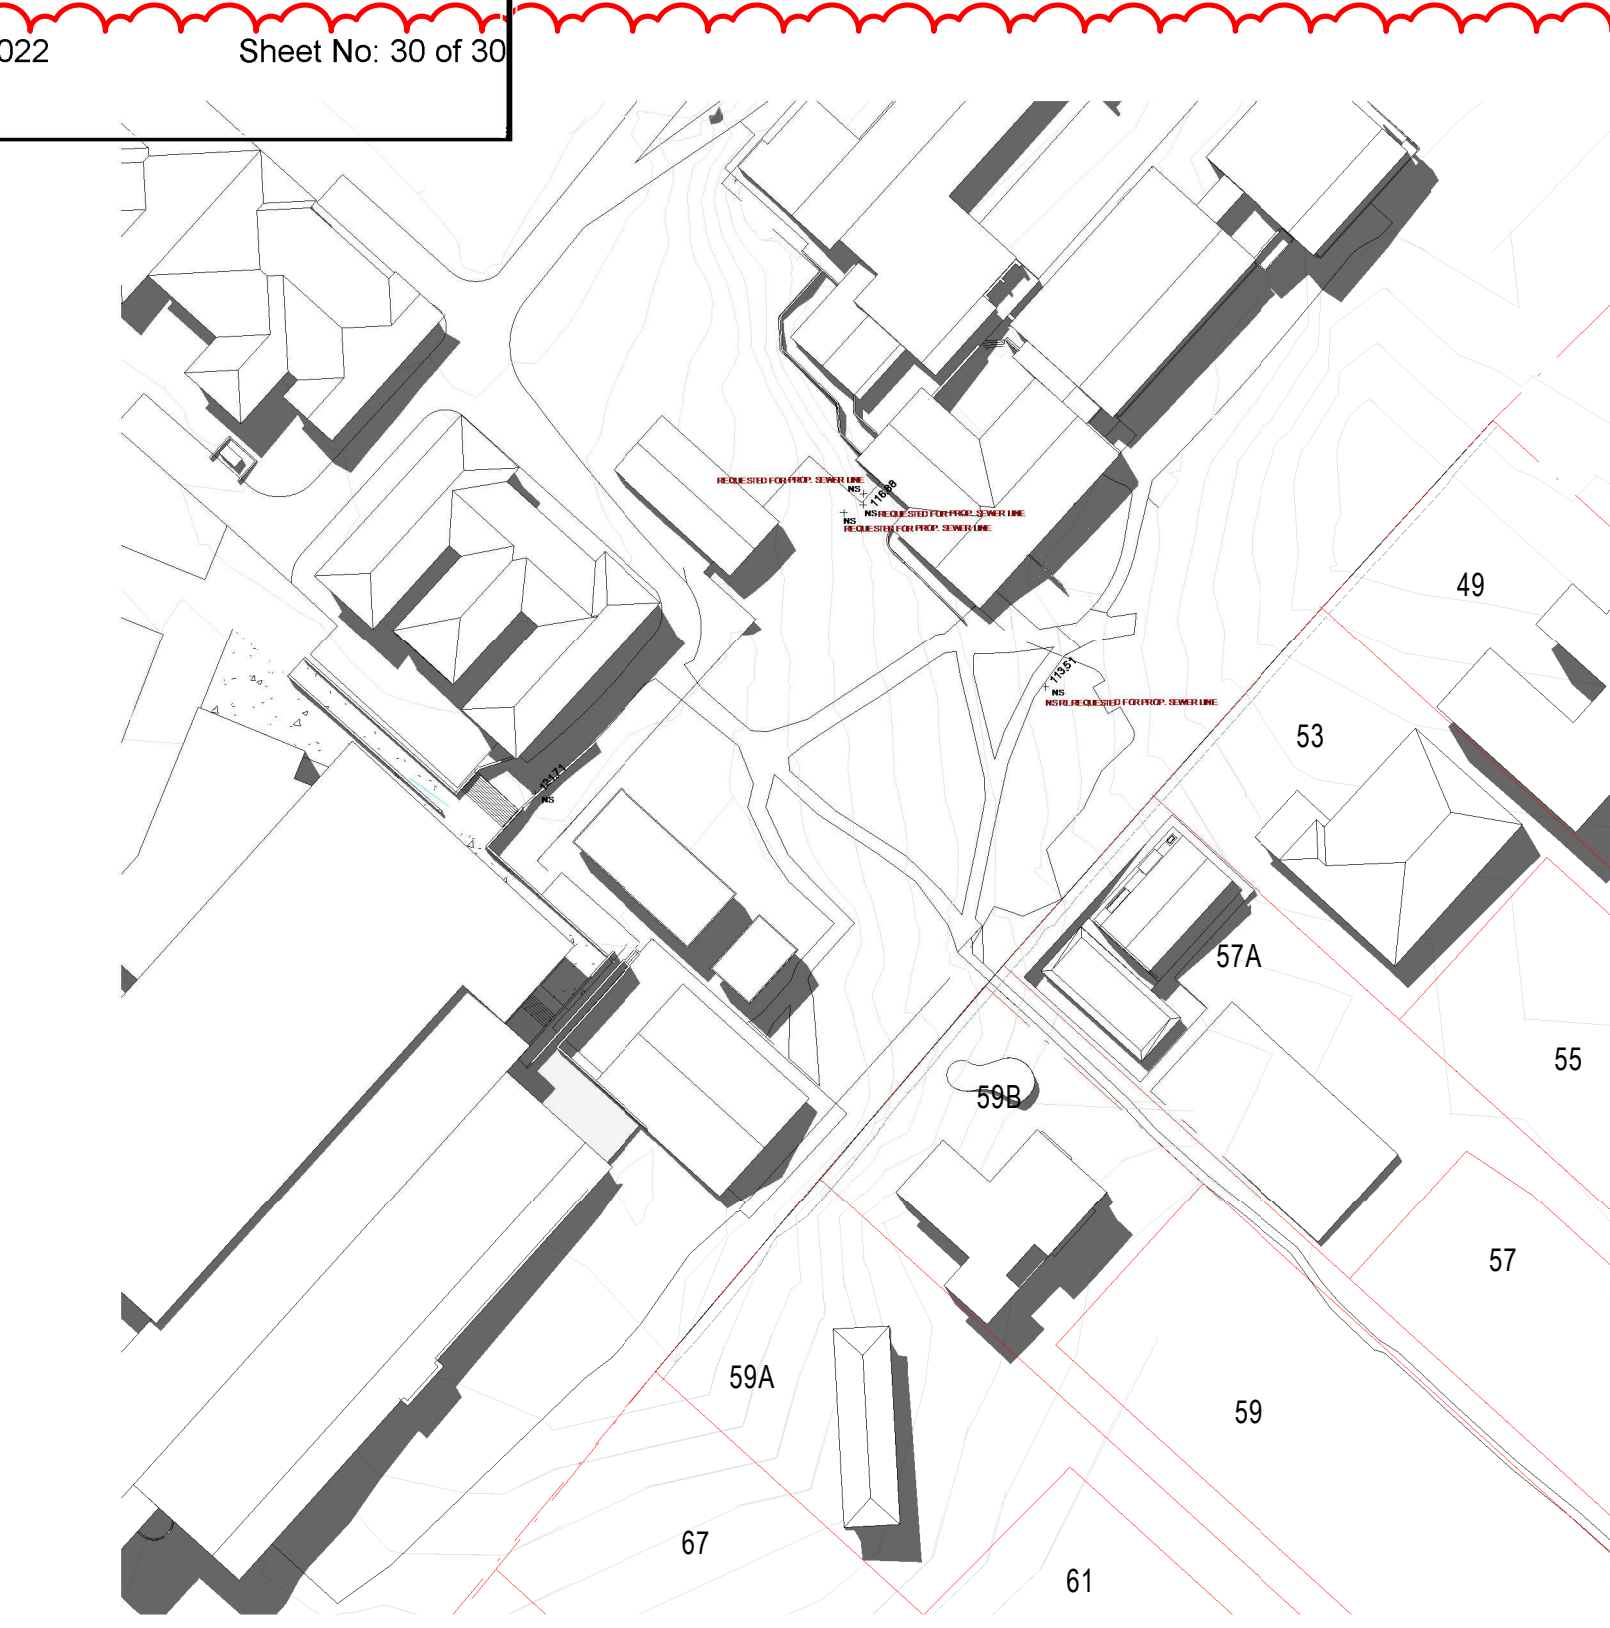 022
Sheet No: 30 of 30
REQUESTED FOR PROP. SEWER LINE
NS
116.88
NS REQUESTED FOR PROP. SEWER LINE
NS
REQUESTED FOR PROP. SEWER LINE
49
113.51
NS
NS RL REQUESTED FOR PROP. SEWER LINE
53
121.71
NS
57A
55
59B
57
59A
59
67
61